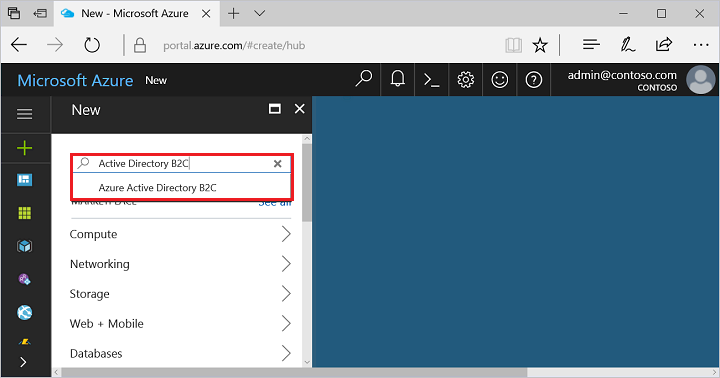 New - Microsoft Azure
portal.azure.com/#create/hub
Microsoft Azure New
admin@contoso.com
CONTOSO
New
Active Directory B2C
Azure Active Directory B2C
MARKETPLACE See all
Compute
Networking
Storage
Web + Mobile
Databases